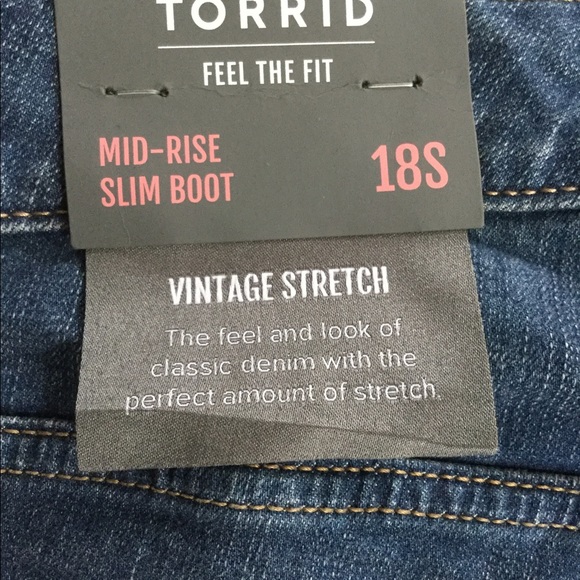 TORRID
FEEL THE FIT
MID-RISE
SLIM BOOT
18S
VINTAGE STRETCH
The feel and look of
classic denim with the
perfect amount of stretch.